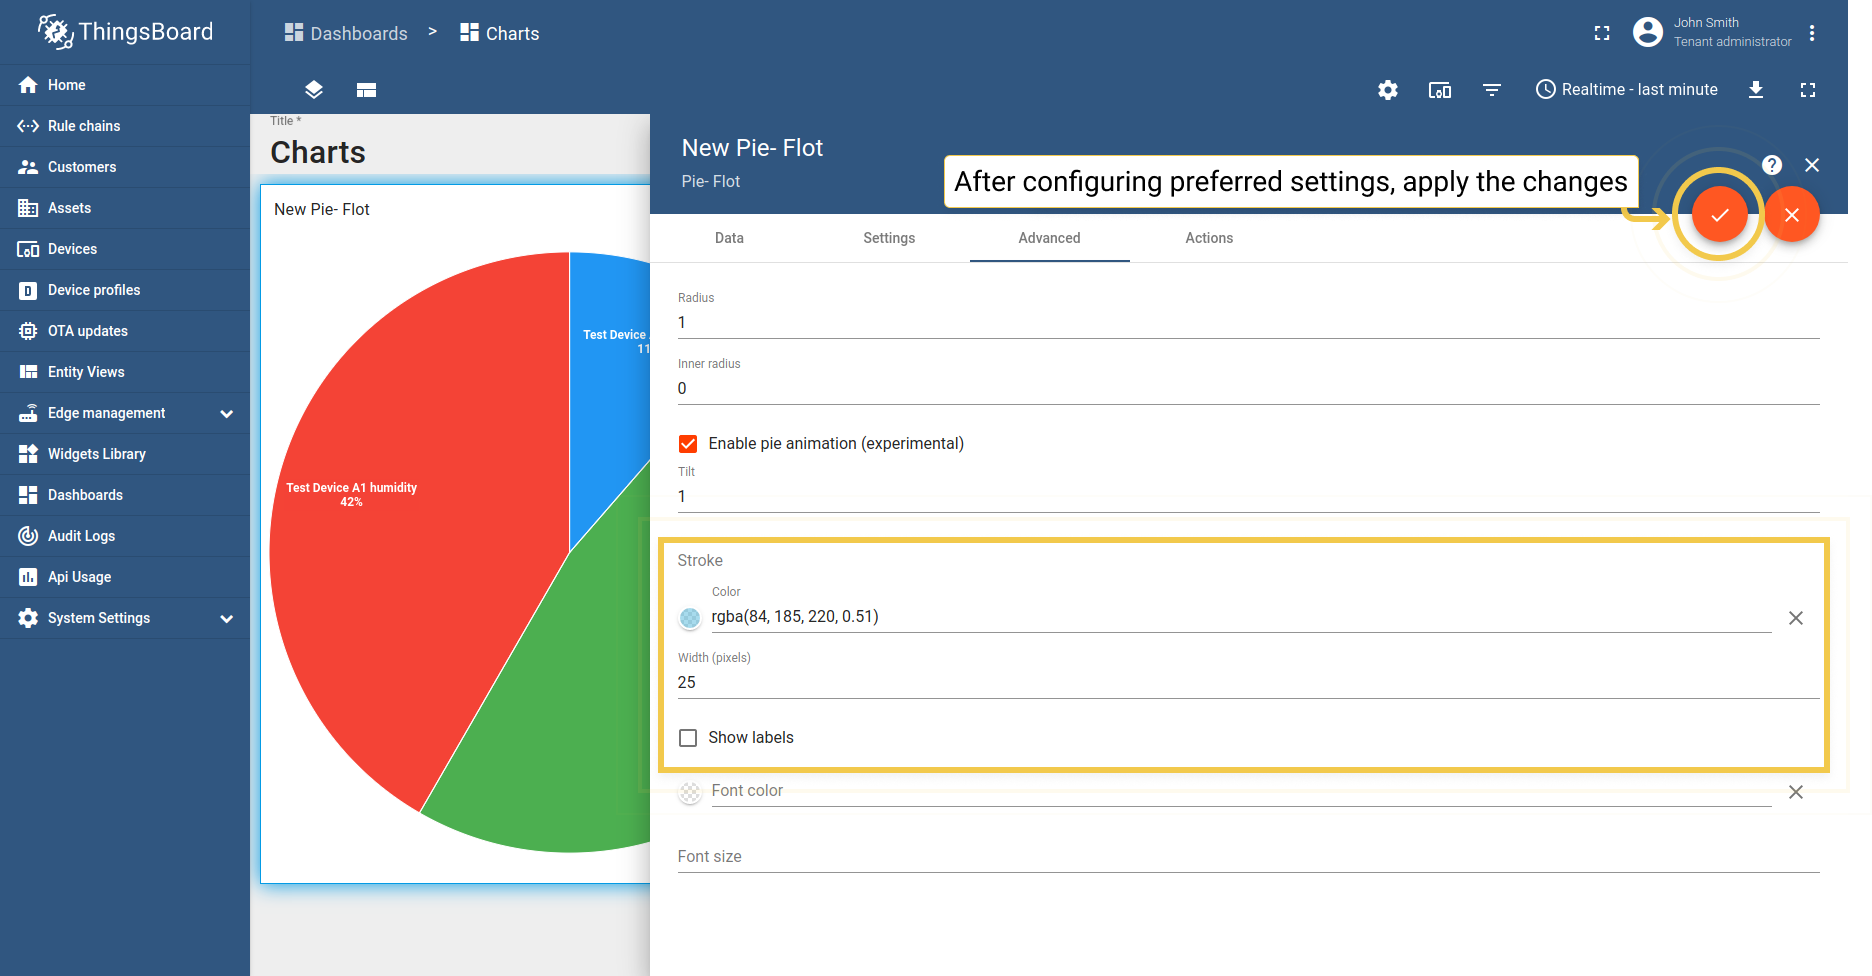 ThingsBoard
Dashboards > Charts
John Smith
Tenant administrator
Home
Rule chains
Customers
Assets
Devices
Device profiles
OTA updates
Entity Views
Edge management
Widgets Library
Dashboards
Audit Logs
Api Usage
System Settings
Realtime - last minute
Title *
Charts
New Pie- Flot
Test Device
11
Test Device A1 humidity
42%
New Pie- Flot
Pie- Flot
After configuring preferred settings, apply the changes
Data
Settings
Advanced
Actions
Radius
1
Inner radius
0
Enable pie animation (experimental)
Tilt
1
Stroke
Color
rgba(84, 185, 220, 0.51)
Width (pixels)
25
Show labels
Font color
Font size